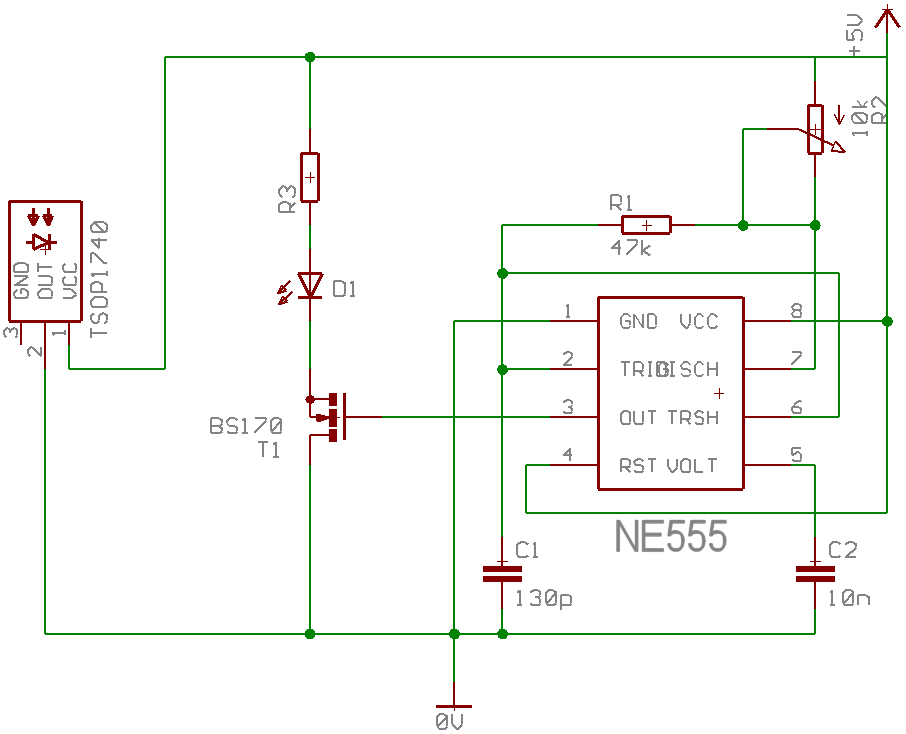 +5V
10k
R2
R3
R1
47k
TSOP1740
GND
OUT
VCC
3
2
1
D1
1
GND VCC
8
2
TRIG DISCH
7
BS170
T1
3
OUT TRSH
6
4
RST VOLT
5
NE555
C1
130p
C2
10n
0V